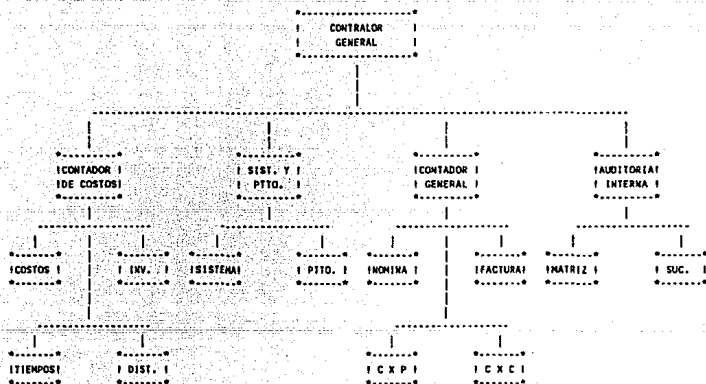 CONTRALOR
GENERAL
CONTADOR SIST. Y CONTADOR AUDITORIA
DE COSTOS PTTO. GENERAL INTERNA
COSTOS INV. SISTEMA PTTO. NOMINA FACTURA MATRIZ SUC.
TIEMPOS DIST. C X P C X C